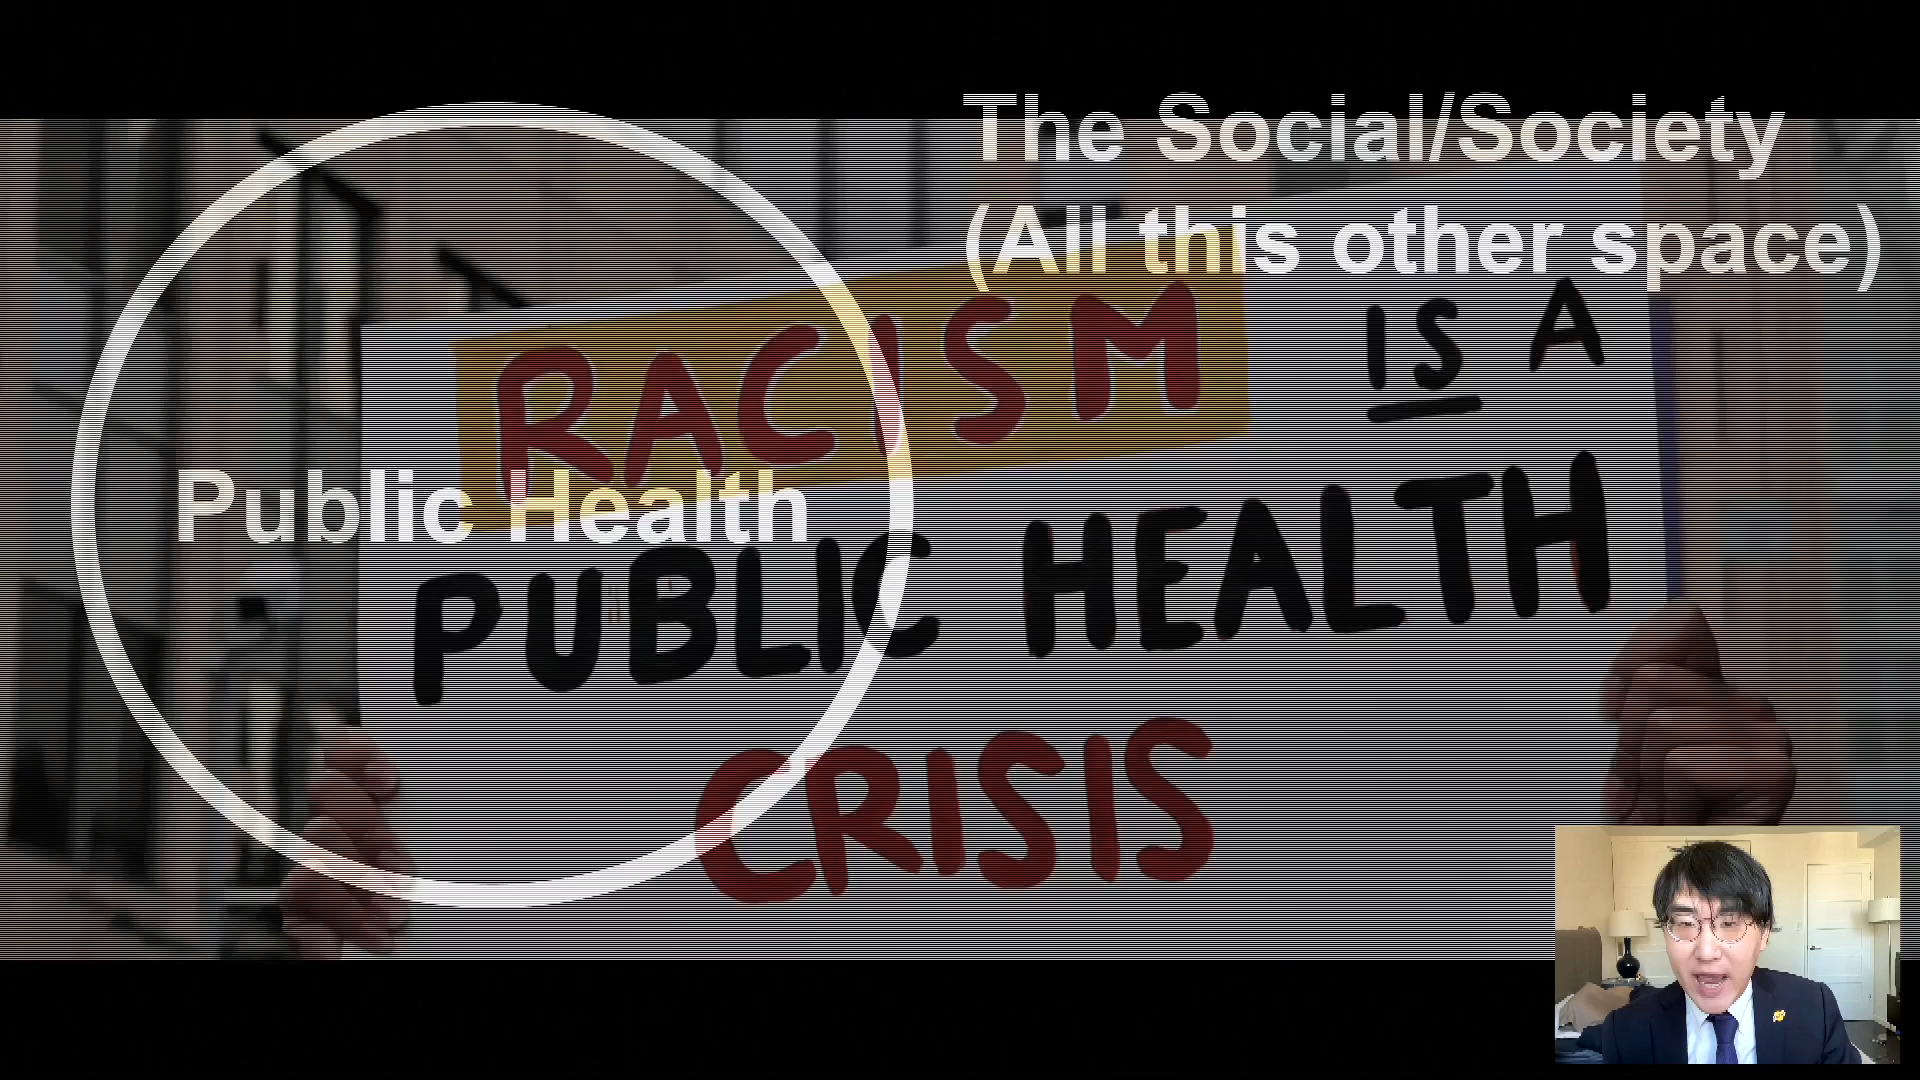 The Social/Society
(All this other space)
Public Health
RACISM IS A
PUBLIC HEALTH
CRISIS